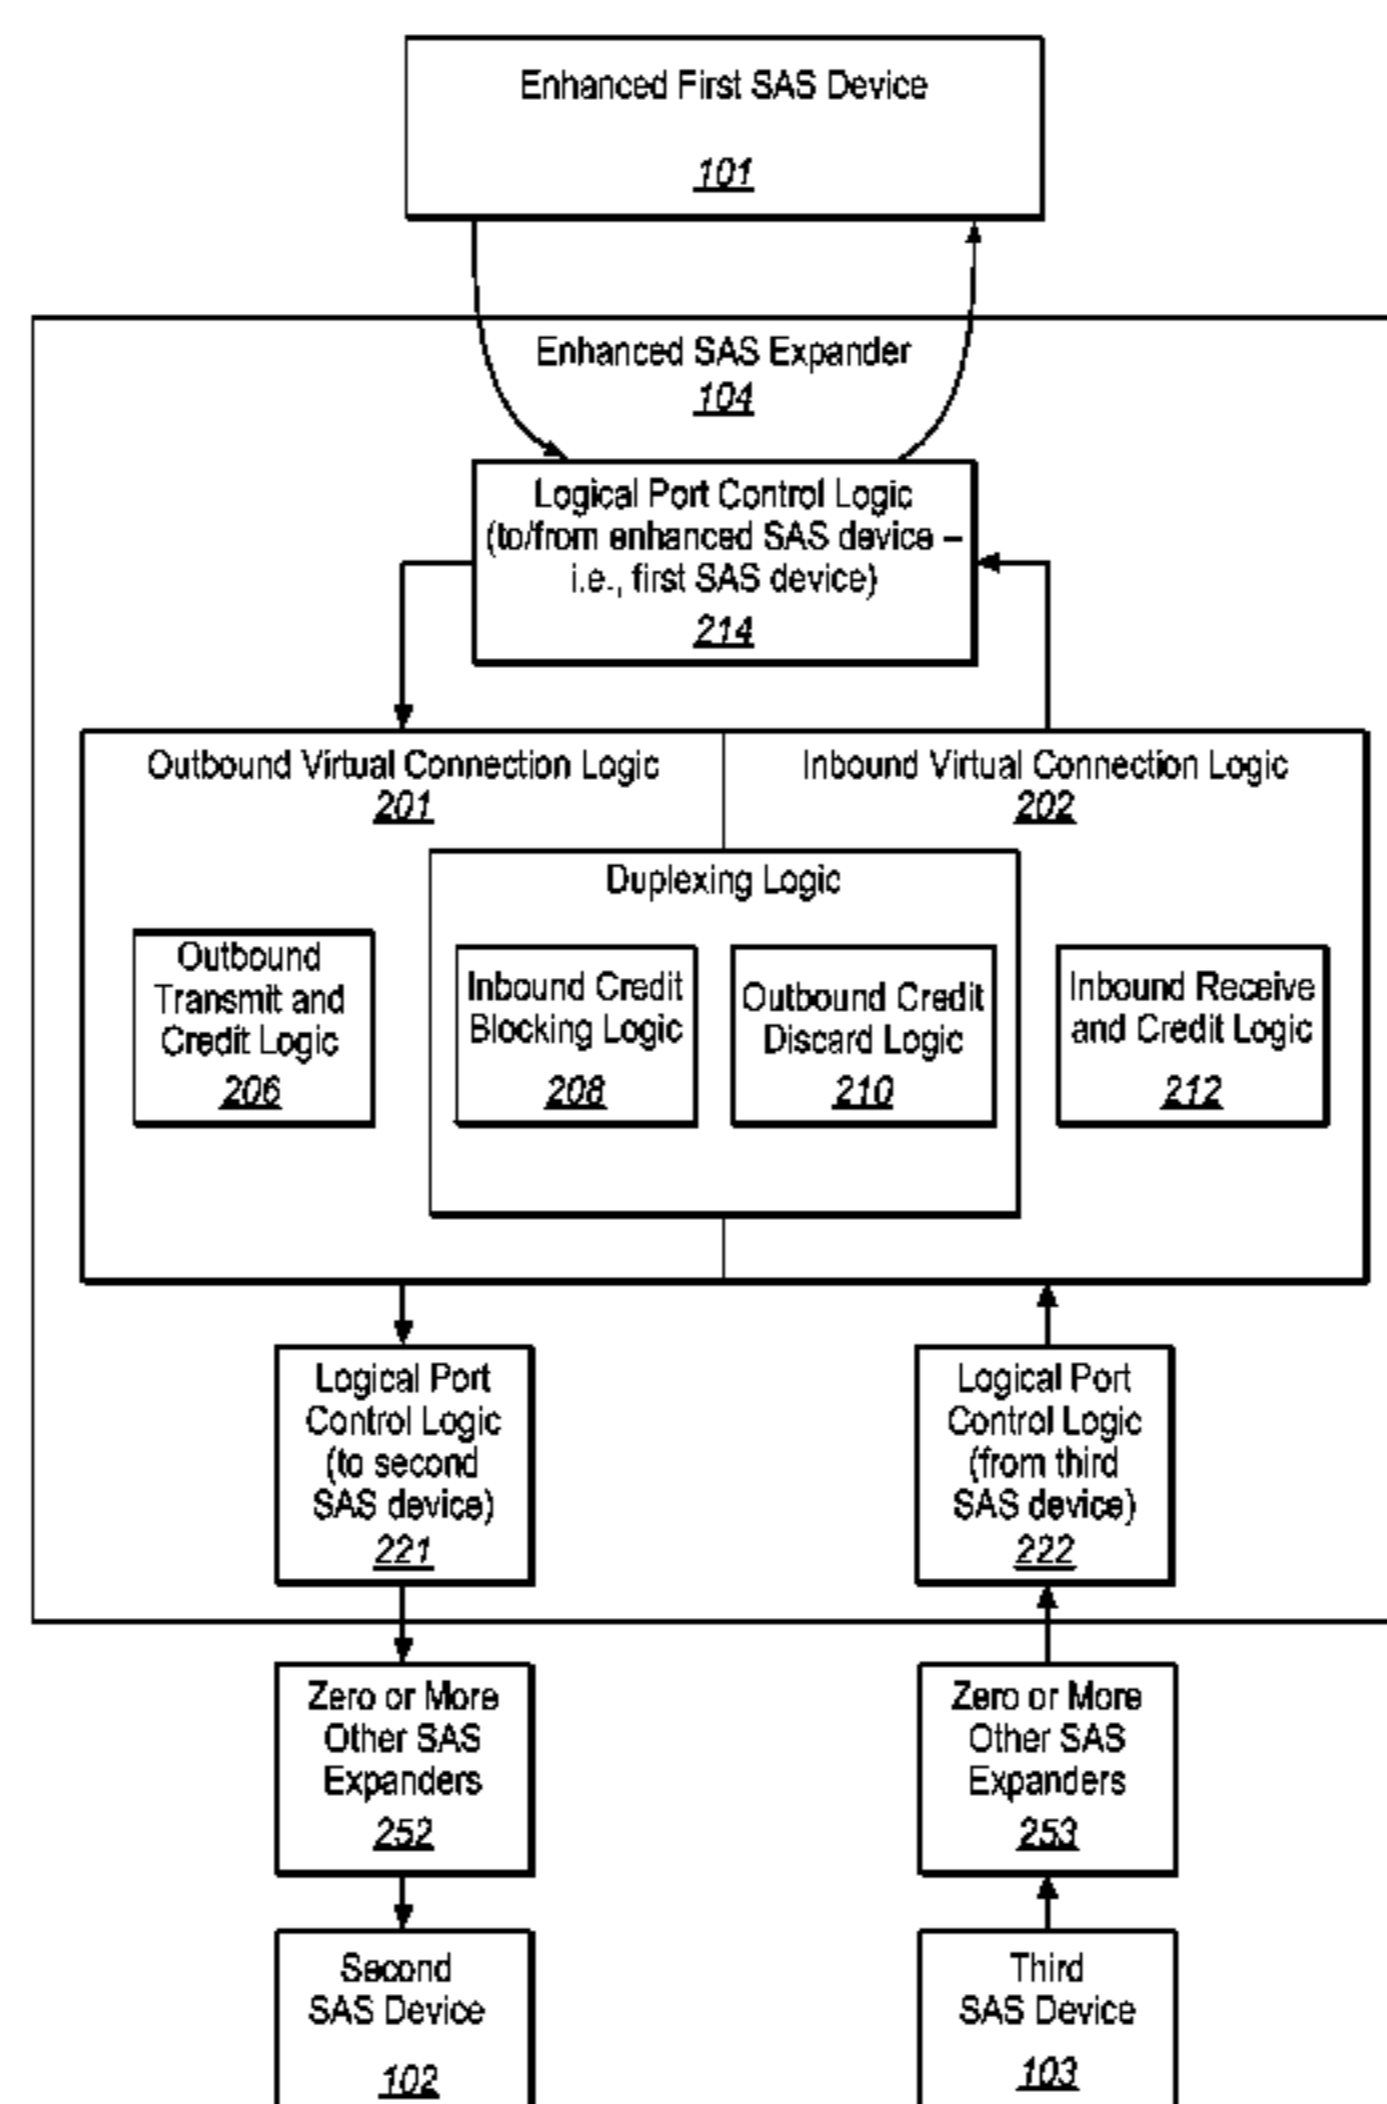 Enhanced First SAS Device
101
Enhanced SAS Expander
104
Logical Port Control Logic
(to/from enhanced SAS device –
i.e., first SAS device)
214
Outbound Virtual Connection Logic
201
Inbound Virtual Connection Logic
202
Duplexing Logic
Outbound
Transmit and
Credit Logic
206
Inbound Credit
Blocking Logic
208
Outbound Credit
Discard Logic
210
Inbound Receive
and Credit Logic
212
Logical Port
Control Logic
(to second
SAS device)
221
Logical Port
Control Logic
(from third
SAS device)
222
Zero or More
Other SAS
Expanders
252
Zero or More
Other SAS
Expanders
253
Second
SAS Device
102
Third
SAS Device
103